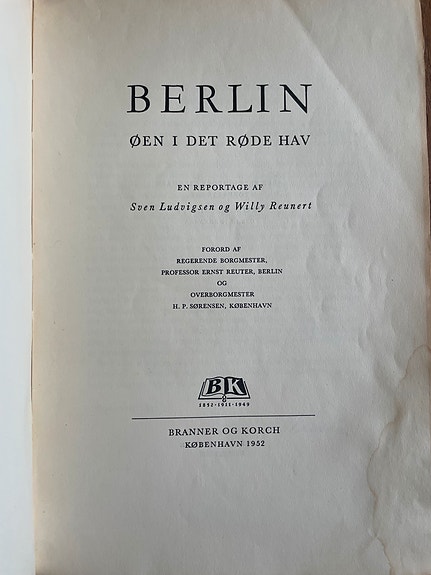 BERLIN
ØEN I DET RØDE HAV
EN REPORTAGE AF
Sven Ludvigsen og Willy Reunert
FORORD AF
REGERENDE BORGMESTER,
PROFESSOR ERNST REUTER, BERLIN
OG
OVERBORGMESTER
H. P. SØRENSEN, KØBENHAVN
BK
&
1852·1911·1949
BRANNER OG KORCH
KØBENHAVN 1952